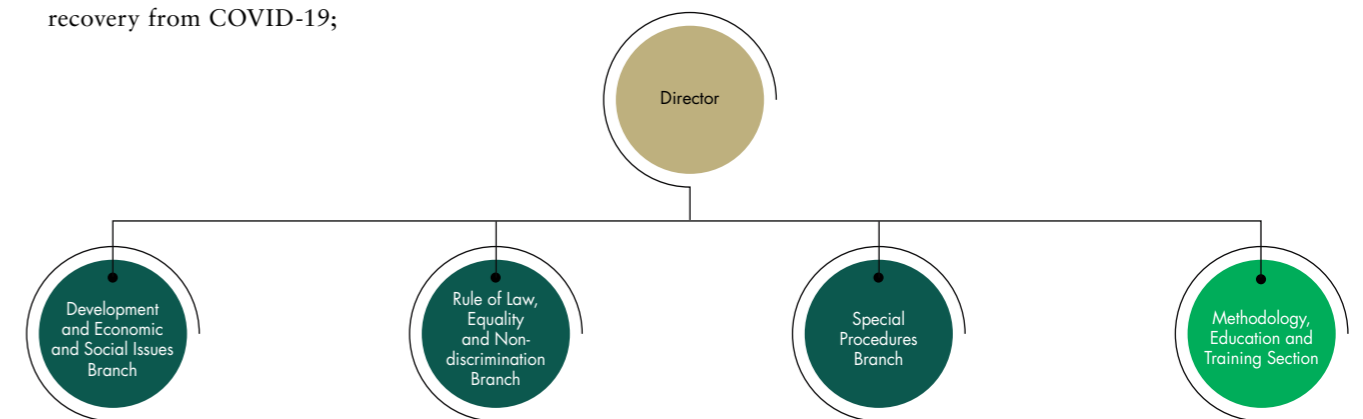 recovery from COVID-19;
Director
Development
and Economic
and Social Issues
Branch
Rule of Law,
Equality
and Non-
discrimination
Branch
Special
Procedures
Branch
Methodology,
Education and
Training Section